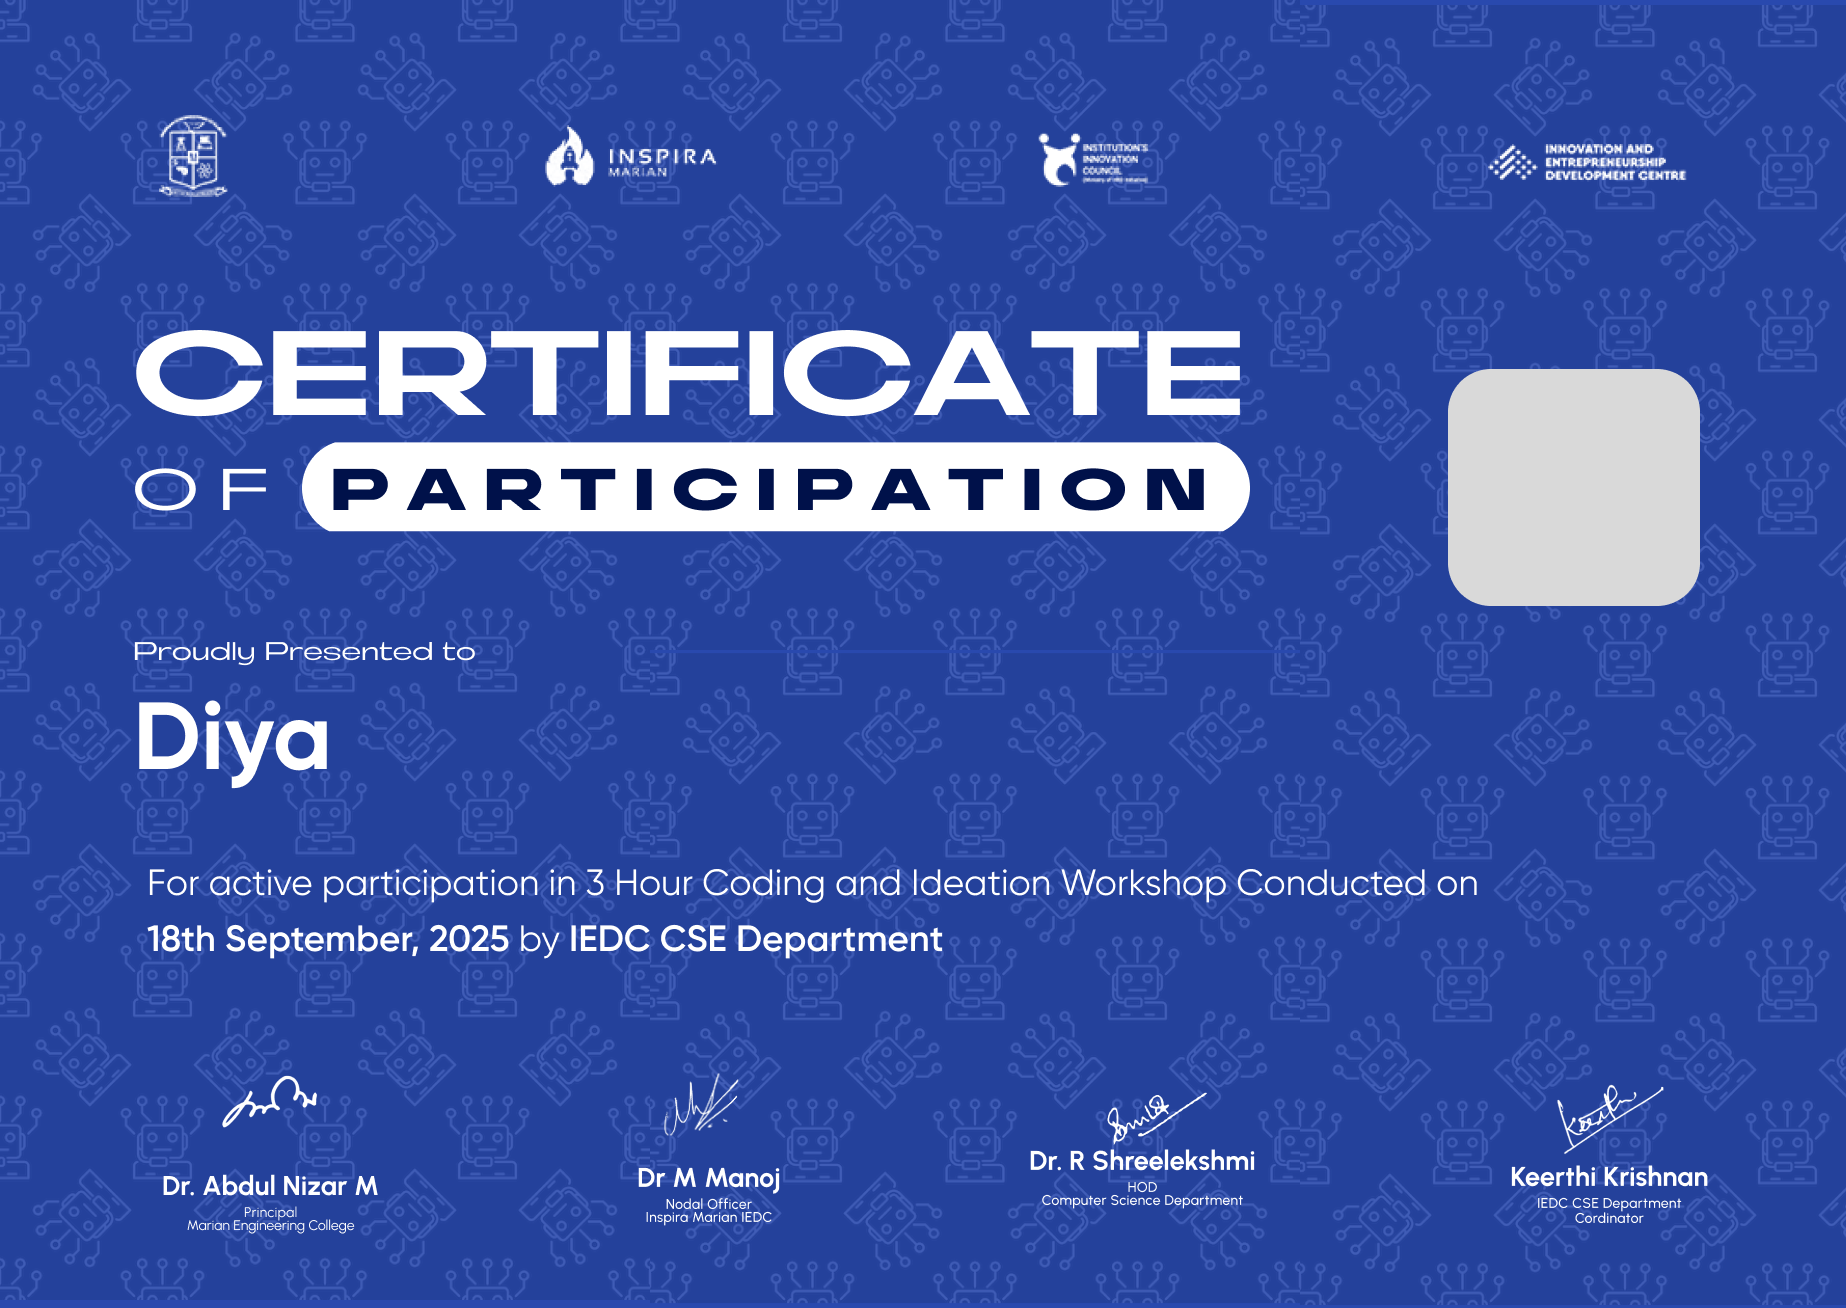 INSPIRA
MARIAN
INSTITUTION'S
INNOVATION
COUNCIL
INNOVATION AND
ENTREPRENEURSHIP
DEVELOPMENT CENTRE
CERTIFICATE
OF PARTICIPATION
Proudly Presented to
Diya
For active participation in 3 Hour Coding and Ideation Workshop Conducted on
18th September, 2025 by IEDC CSE Department
Dr. Abdul Nizar M
Principal
Marian Engineering College
Dr M Manoj
Nodal Officer
Inspira Marian IEDC
Dr. R Shreelekshmi
HOD
Computer Science Department
Keerthi Krishnan
IEDC CSE Department
Cordinator